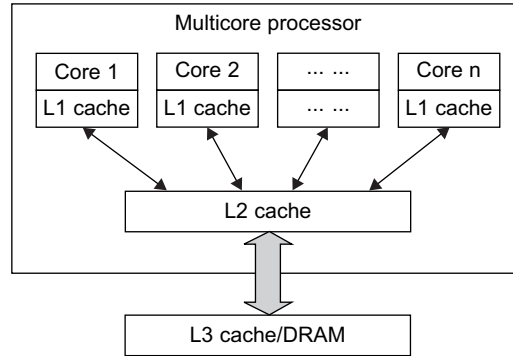 Multicore processor
Core 1 Core 2 ... ... Core n
L1 cache L1 cache ... ... L1 cache
L2 cache
L3 cache/DRAM